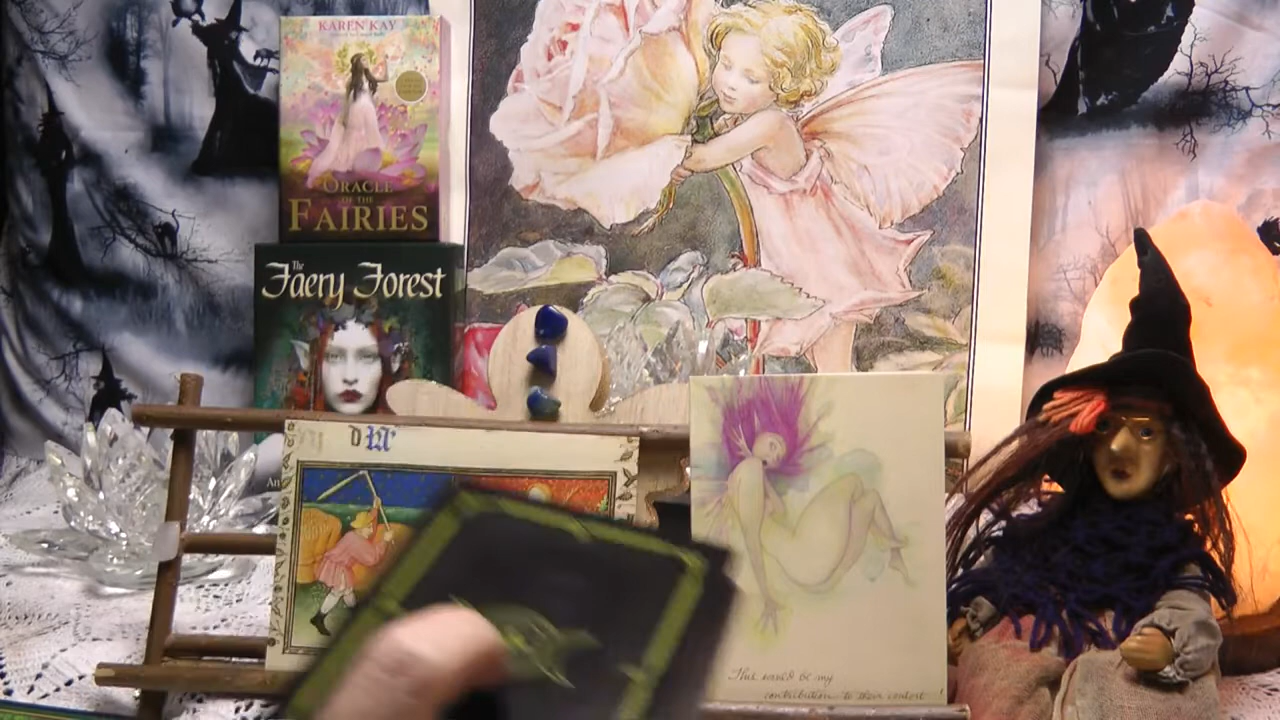 KAREN KAY
ORACLE
OF THE
FAIRIES
The
Faery Forest
This would be my
contribution to their contest!